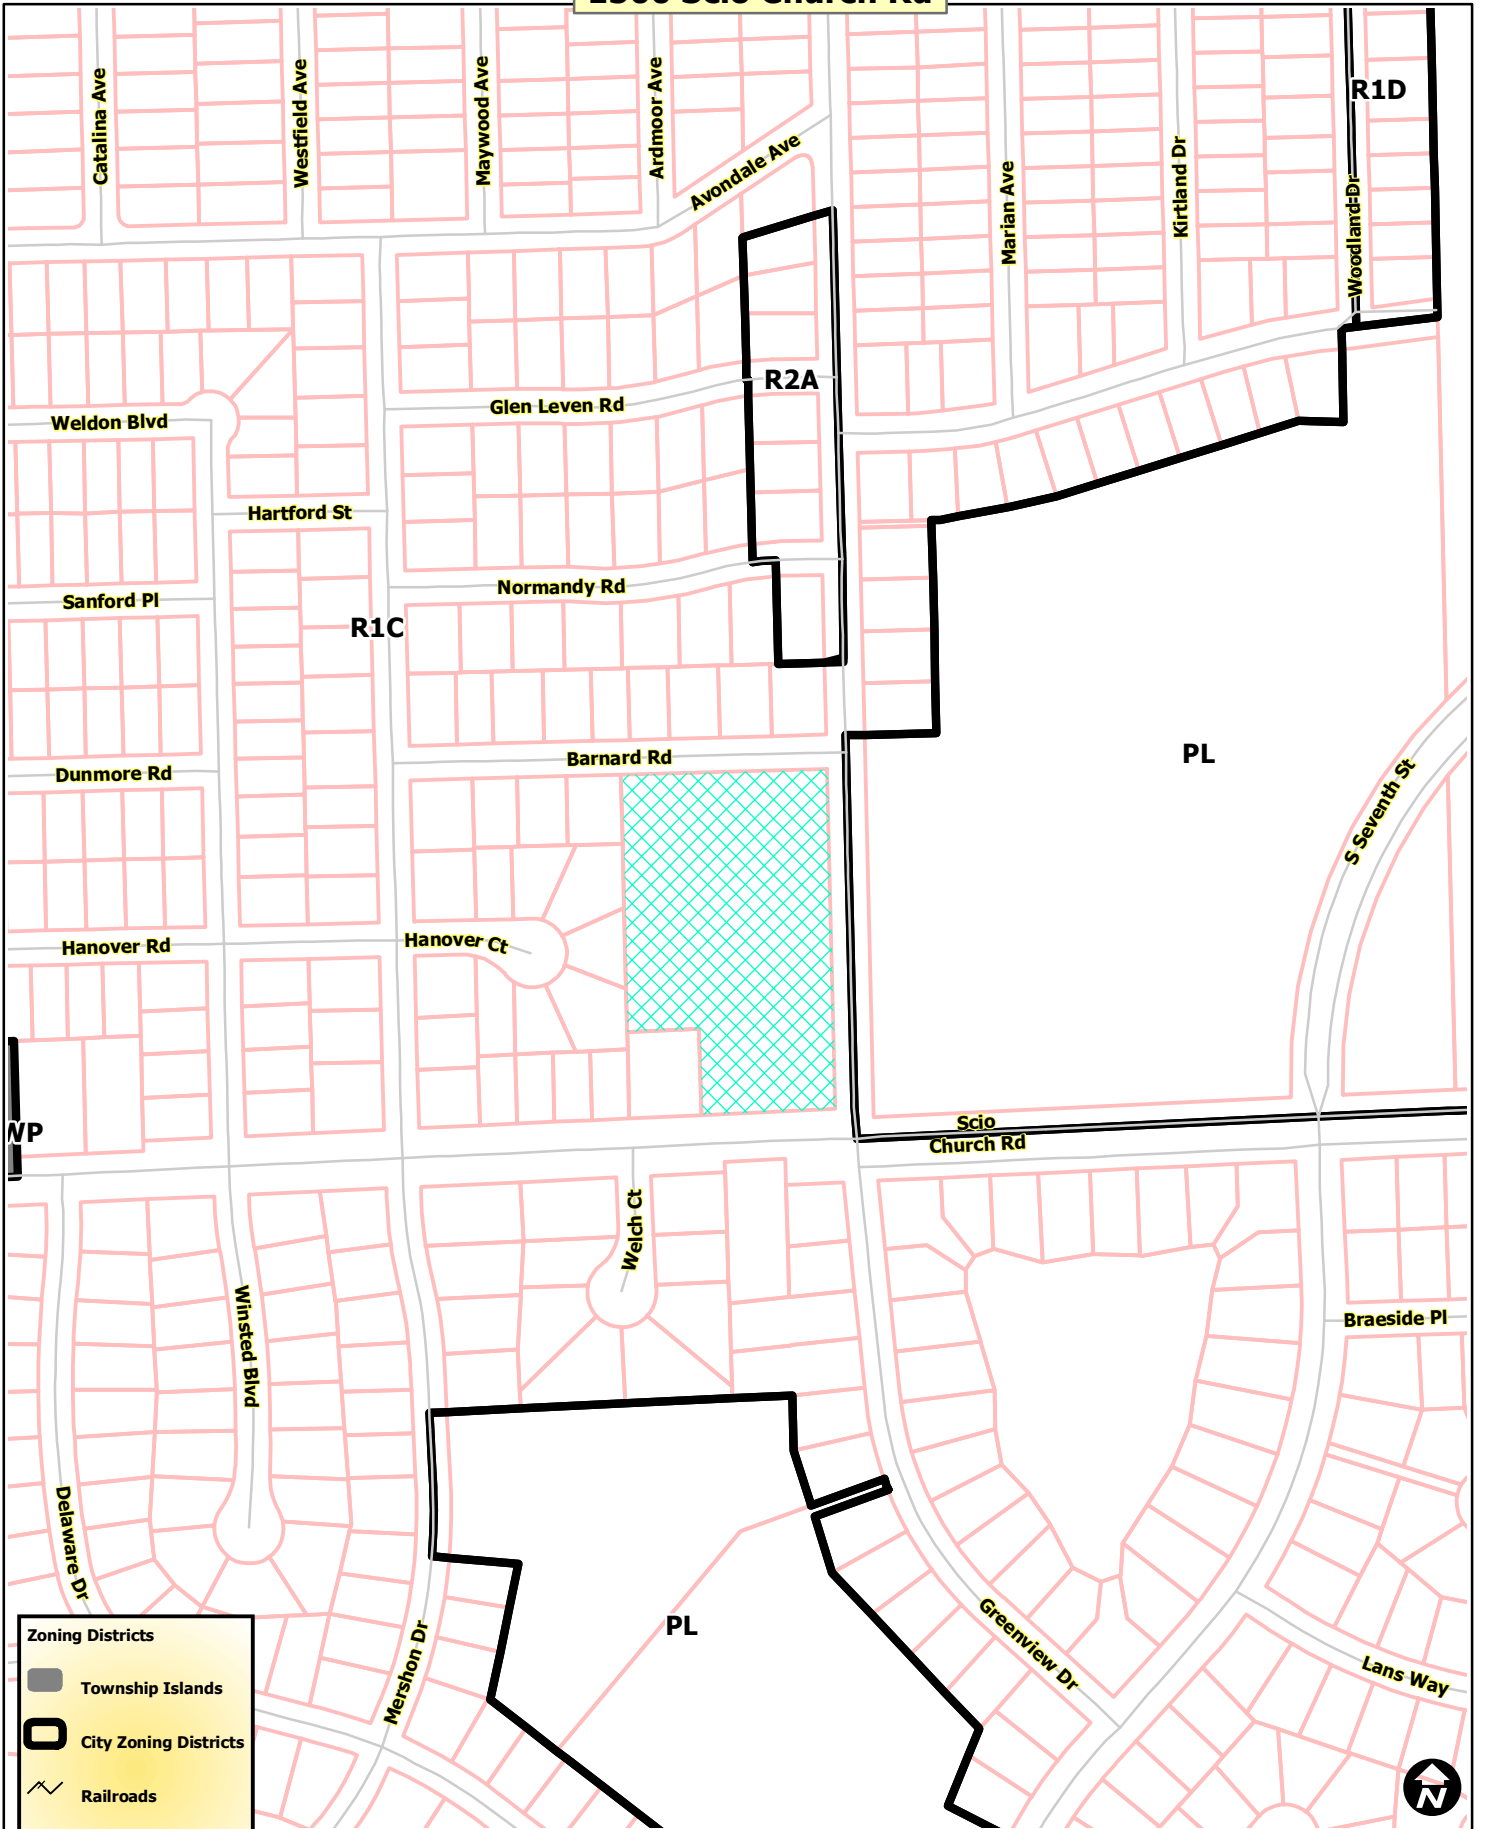 Catalina Ave
Westfield Ave
Maywood Ave
Ardmoor Ave
Avondale Ave
Marian Ave
Kirtland Dr
Woodland Dr
R1D
R2A
Glen Leven Rd
Weldon Blvd
Hartford St
Normandy Rd
Sanford Pl
R1C
Barnard Rd
Dunmore Rd
PL
S Seventh St
Hanover Rd
Hanover Ct
WP
Scio
Church Rd
Welch Ct
Winsted Blvd
Braeside Pl
Delaware Dr
Mershon Dr
PL
Greenview Dr
Lans Way
Zoning Districts
Township Islands
City Zoning Districts
Railroads
N